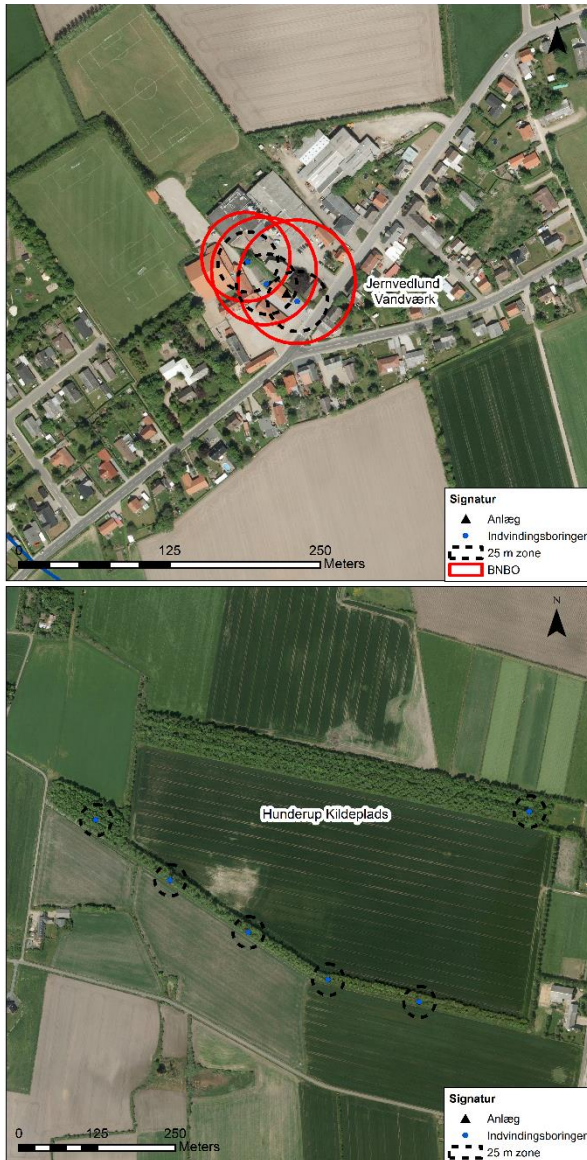 N
Jernvedlund
Vandværk
Signatur
Anlæg
Indvindingsboringer
25 m zone
BNBO
0 125 250
Meters
N
Hunderup Kildeplads
Signatur
Anlæg
Indvindingsboringer
25 m zone
0 125 250
Meters